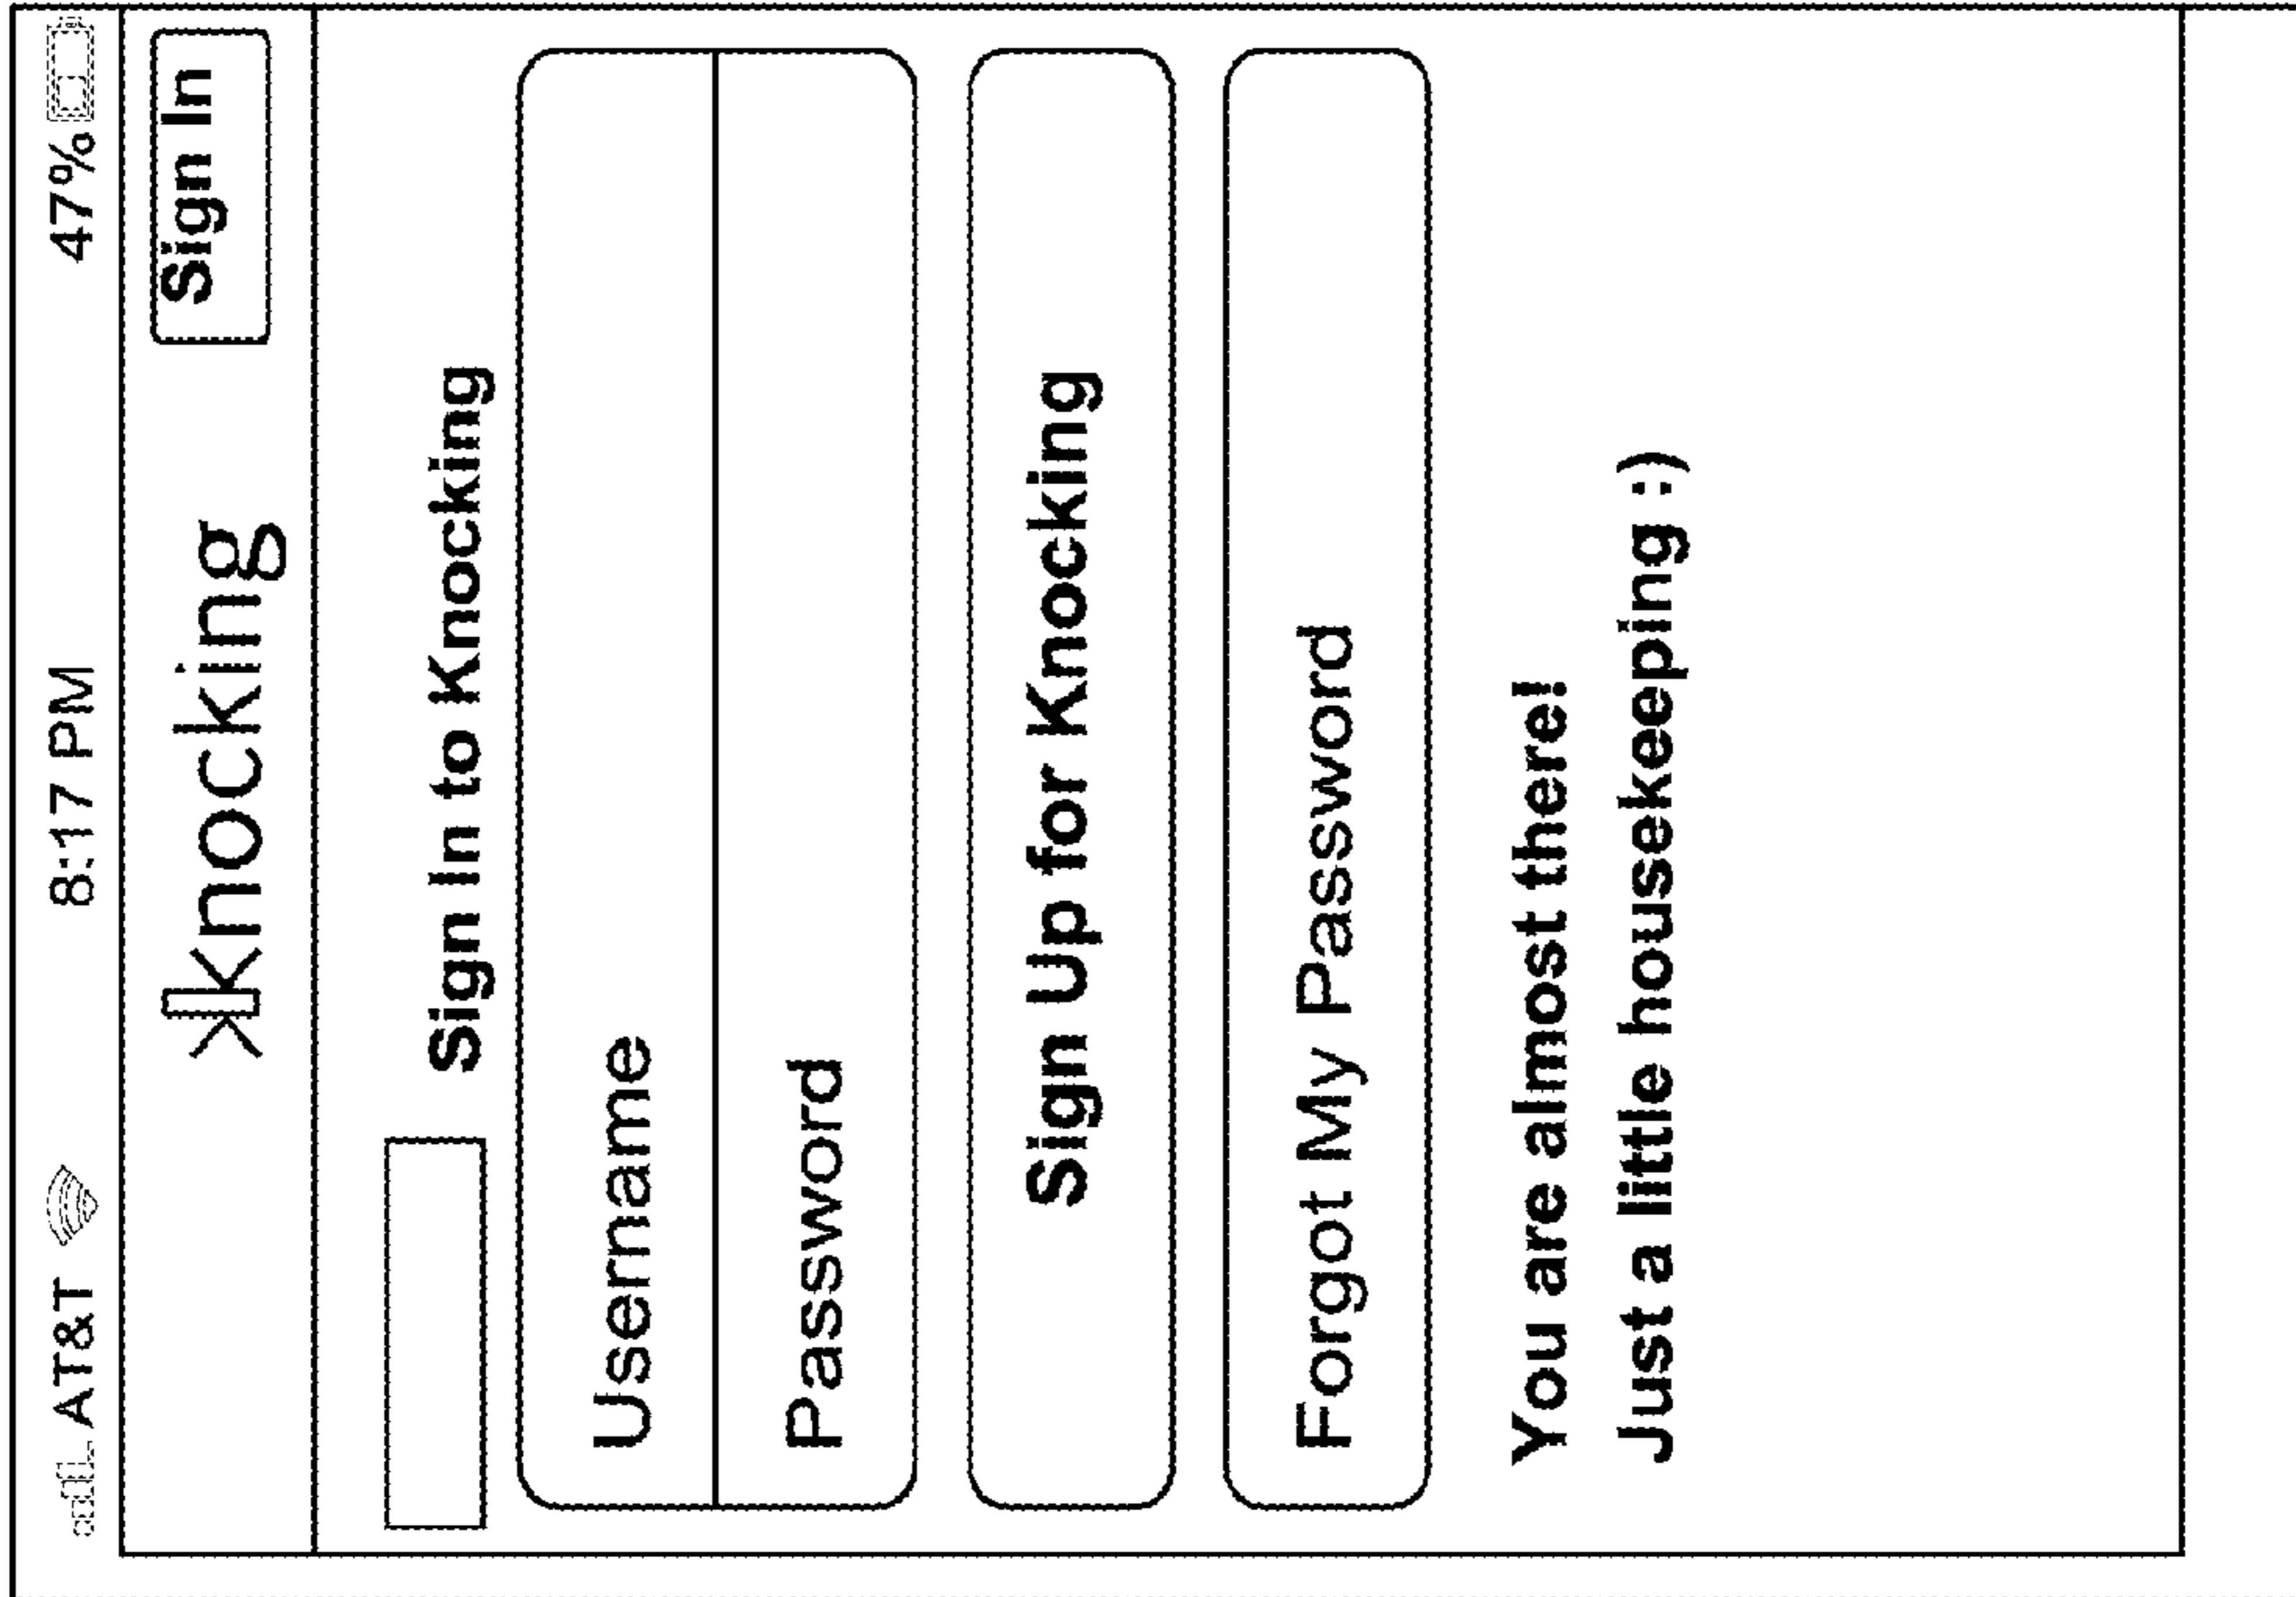 AT&T 8:17 PM 47%
knocking Sign In
Sign In to Knocking
Username
Password
Sign Up for Knocking
Forgot My Password
You are almost there!
Just a little housekeeping :)